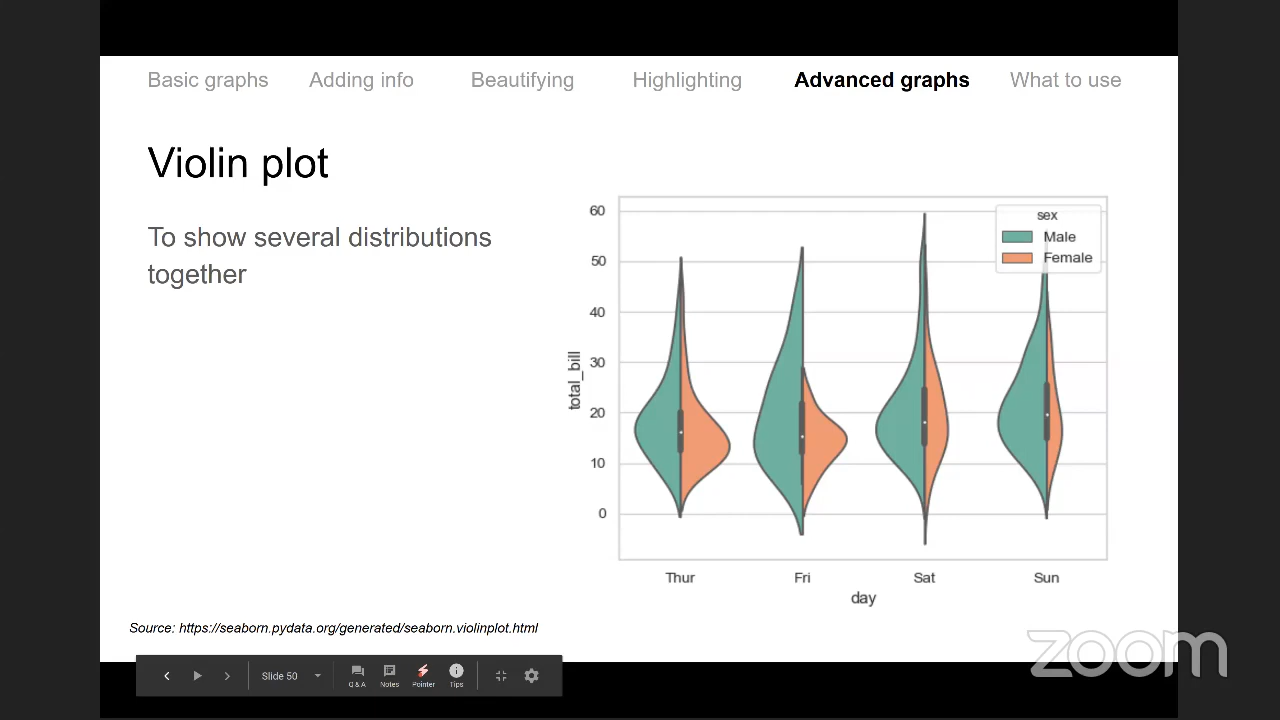 Basic graphs Adding info Beautifying Highlighting Advanced graphs What to use
Violin plot
To show several distributions
together
sex
Male
Female
60
50
40
30
20
10
0
total_bill
Thur Fri Sat Sun
day
Source: https://seaborn.pydata.org/generated/seaborn.violinplot.html
Slide 50
Q & A Notes Pointer Tips
zoom